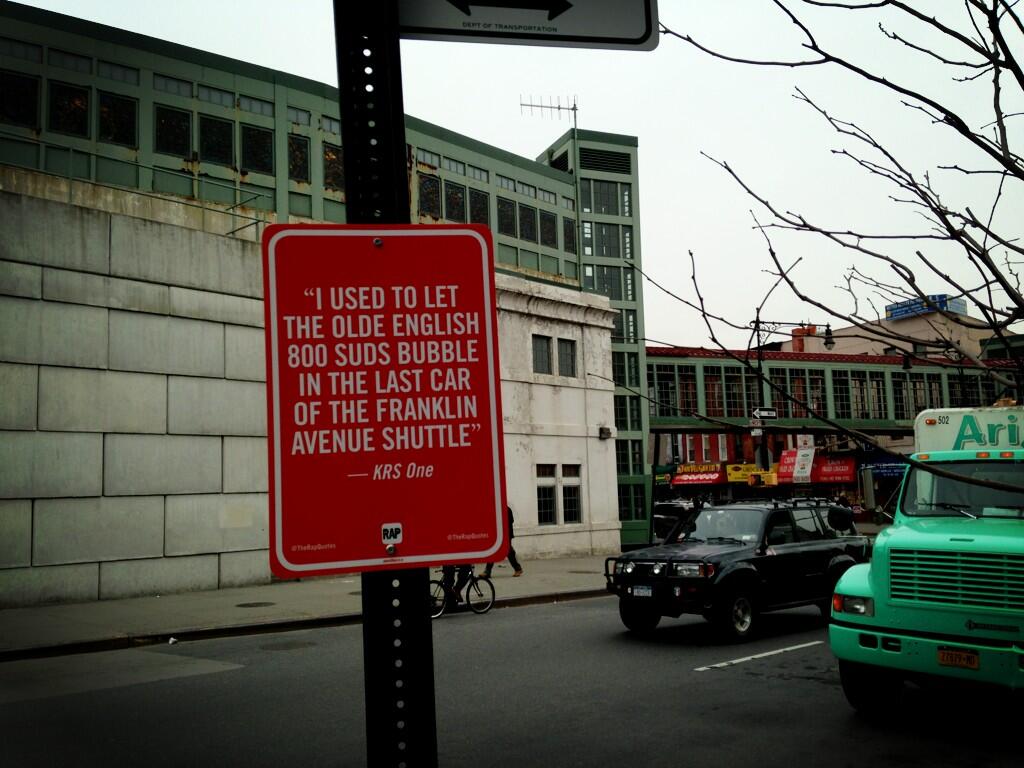 DEPT OF TRANSPORTATION
“I USED TO LET
THE OLDE ENGLISH
800 SUDS BUBBLE
IN THE LAST CAR
OF THE FRANKLIN
AVENUE SHUTTLE”
— KRS One
RAP
@TheRapQuotes
@TheRapQuotes
502
Ari